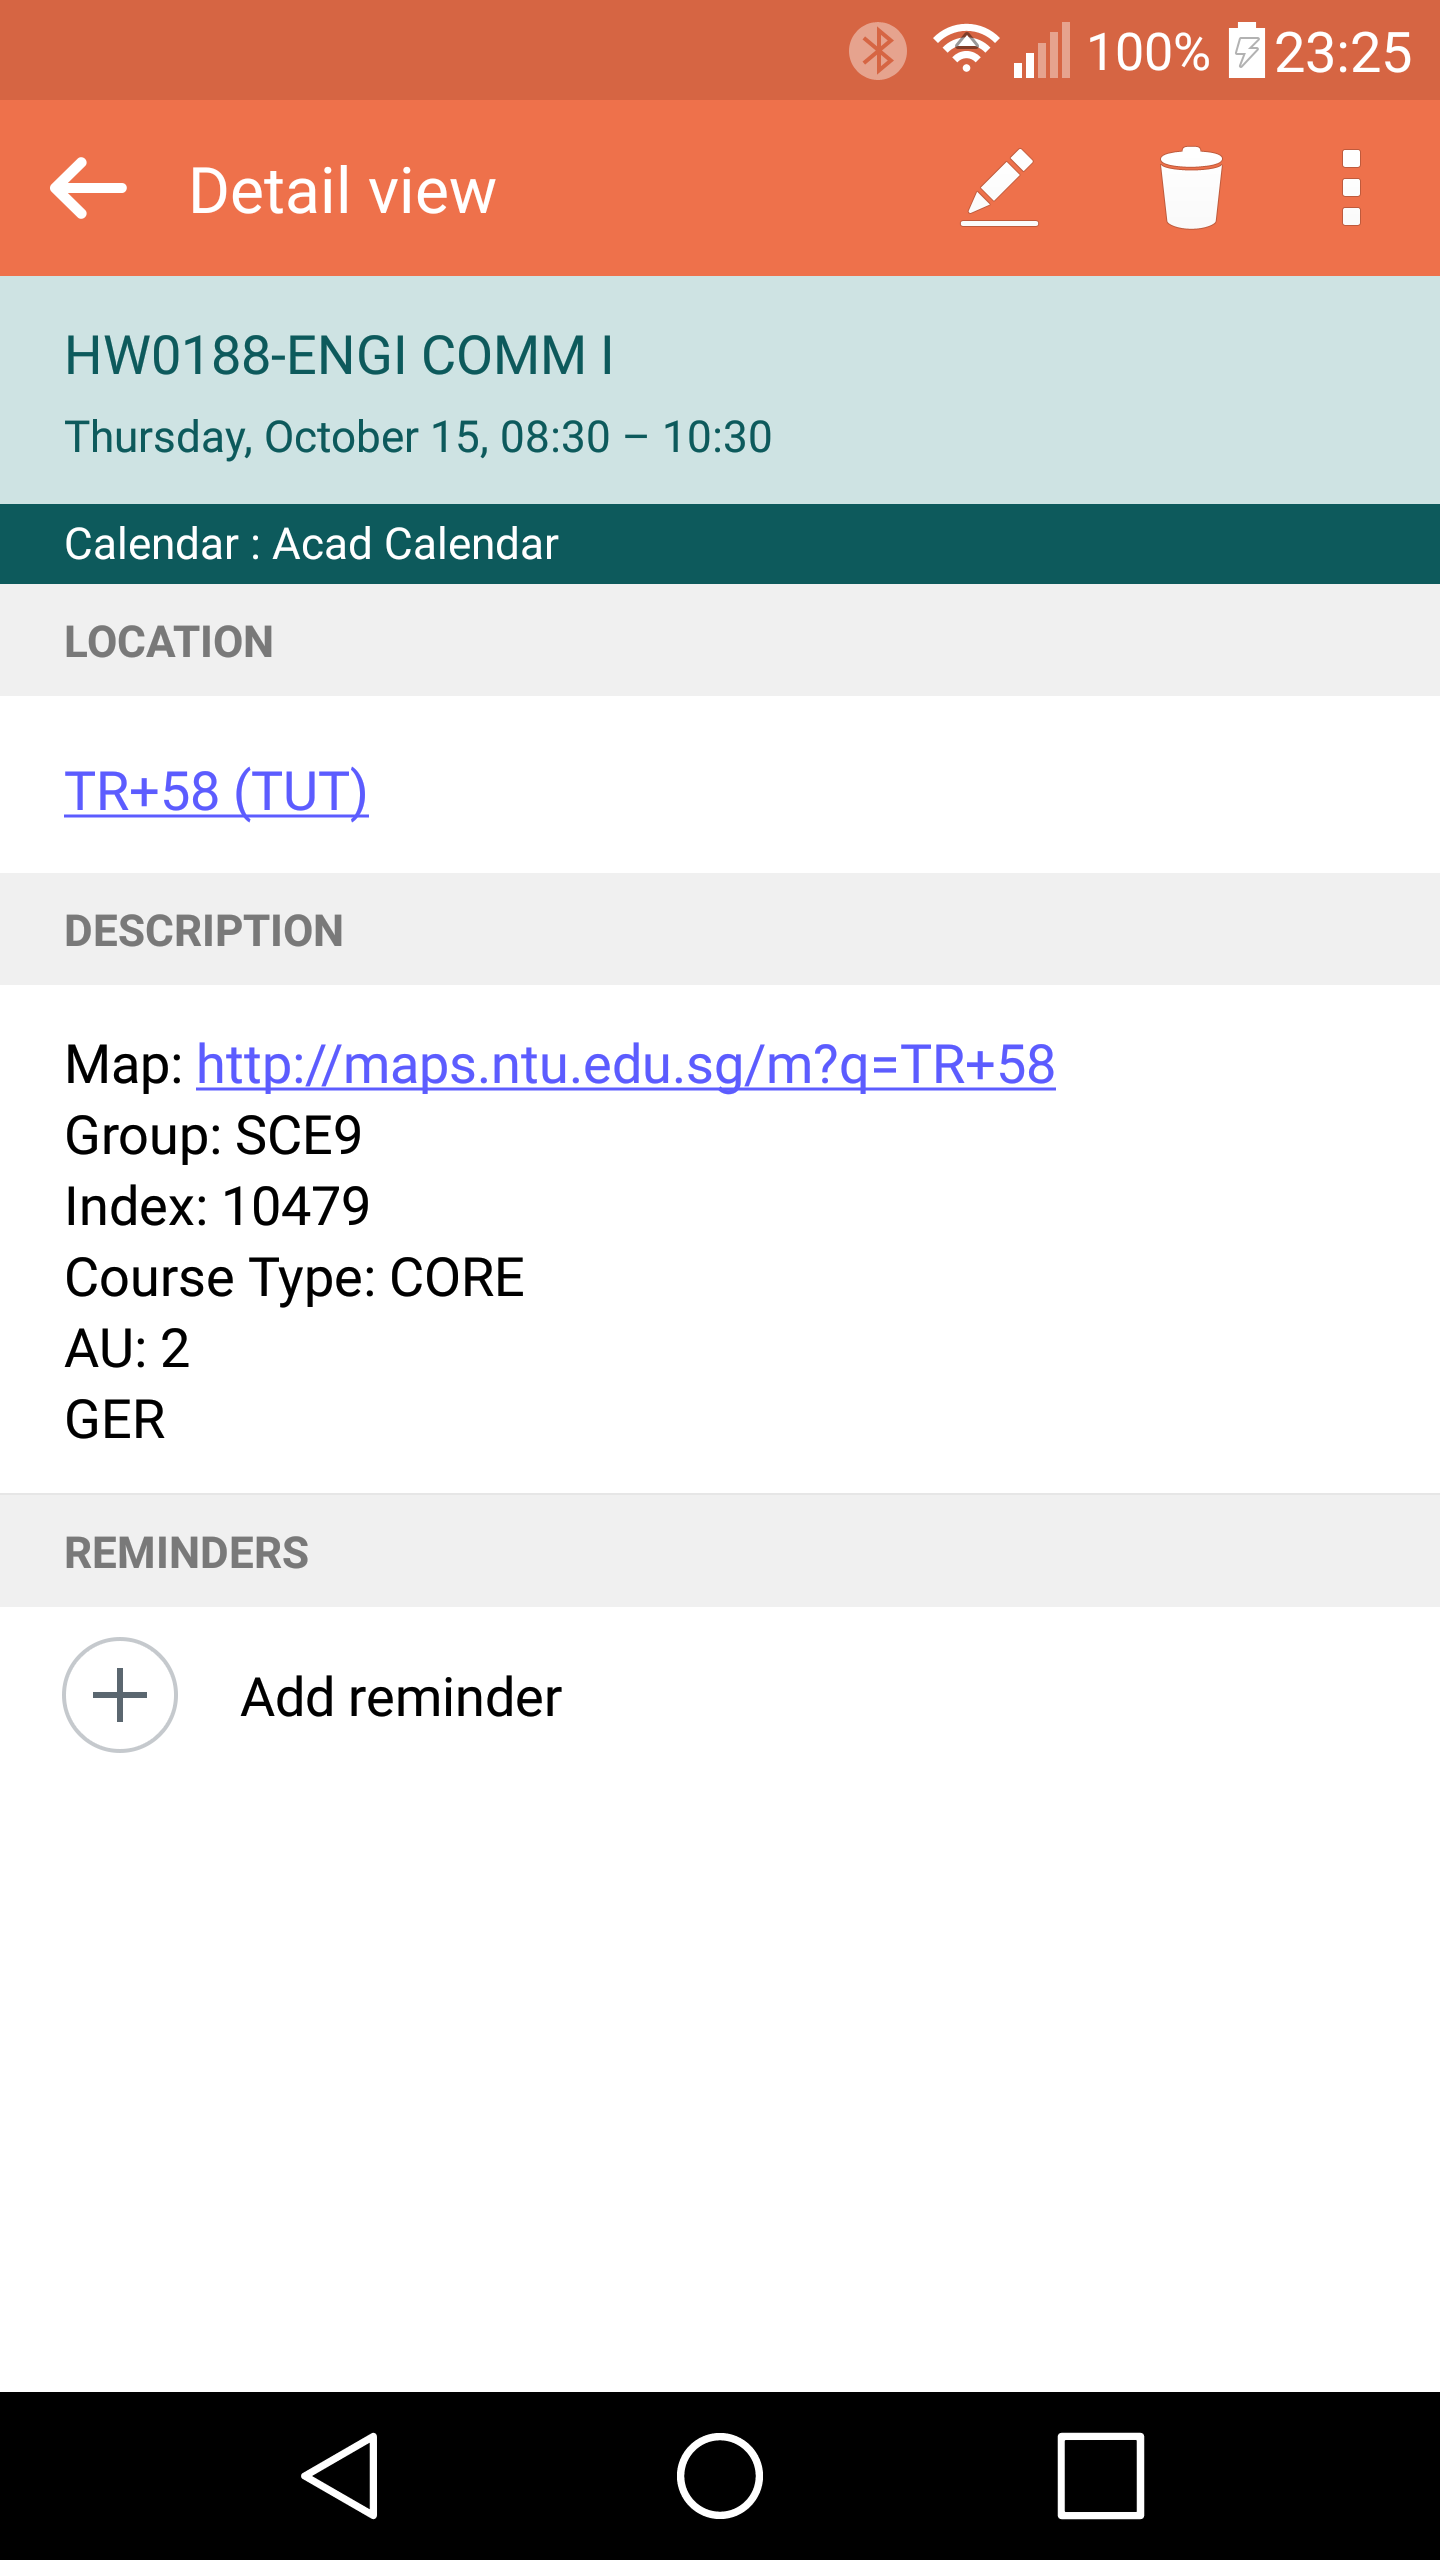 100% 23:25
Detail view
HW0188-ENGI COMM I
Thursday, October 15, 08:30 – 10:30
Calendar : Acad Calendar
LOCATION
TR+58 (TUT)
DESCRIPTION
Map: http://maps.ntu.edu.sg/m?q=TR+58
Group: SCE9
Index: 10479
Course Type: CORE
AU: 2
GER
REMINDERS
Add reminder